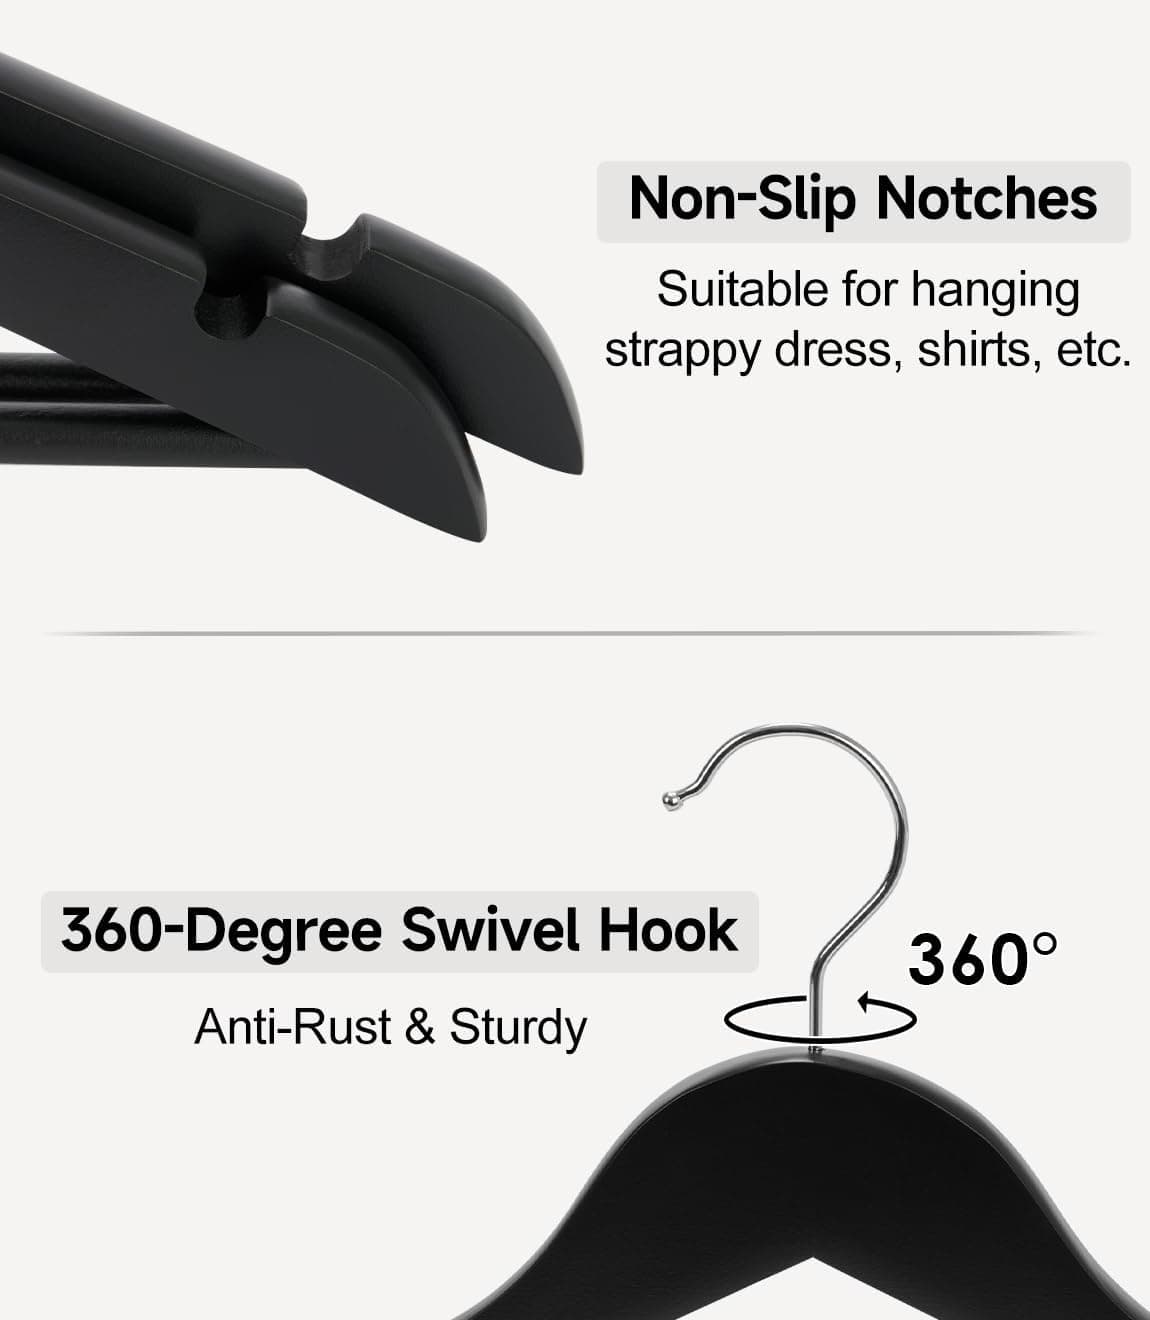 Non-Slip Notches
Suitable for hanging
strappy dress, shirts, etc.
360-Degree Swivel Hook
Anti-Rust & Sturdy
360°